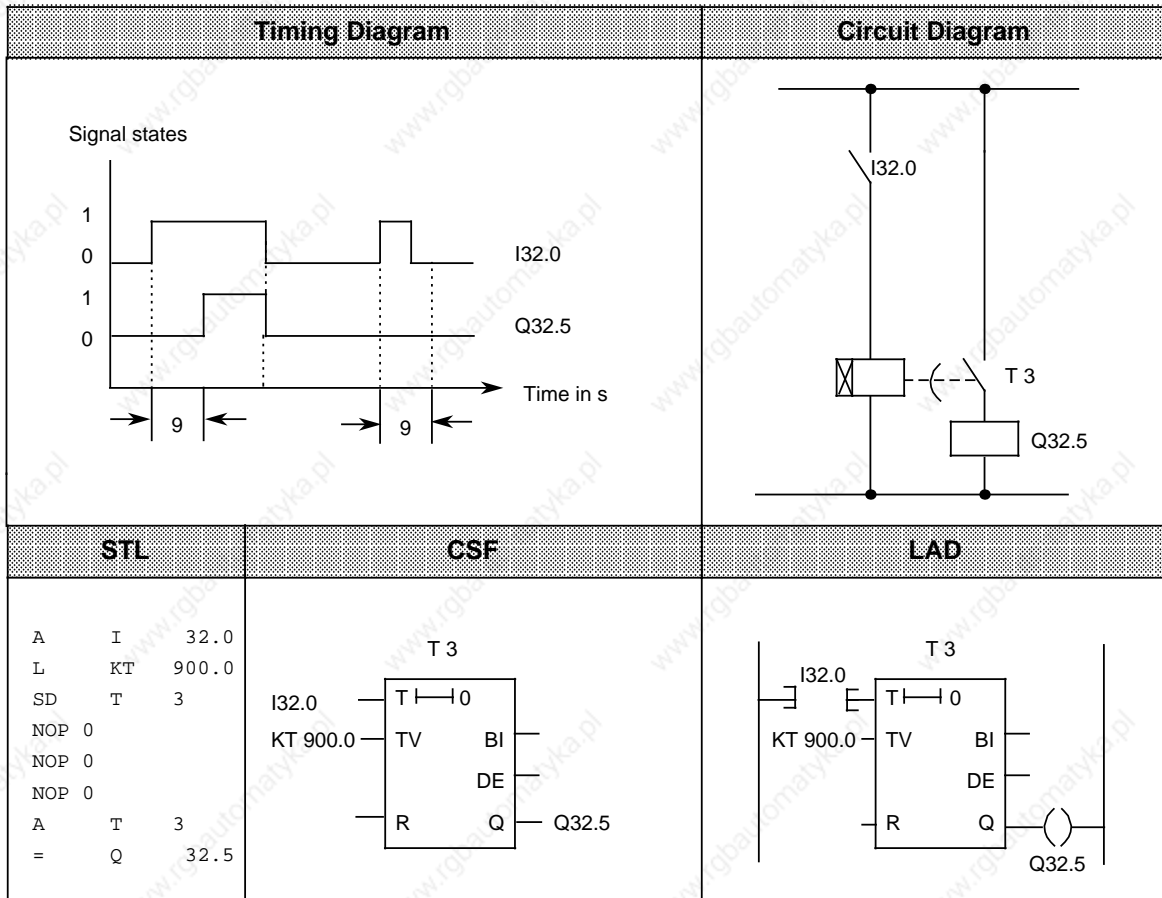 Timing Diagram
Circuit Diagram
Signal states
1
0
I32.0
1
0
Q32.5
Time in s
9
9
I32.0
T 3
Q32.5
STL
CSF
LAD
A I 32.0
L KT 900.0
SD T 3
NOP 0
NOP 0
NOP 0
A T 3
= Q 32.5
T 3
I32.0
T 0
KT 900.0
TV
BI
DE
R
Q
Q32.5
T 3
I32.0
T 0
KT 900.0
TV
BI
DE
R
Q
Q32.5
www.rgbautomatyka.pl